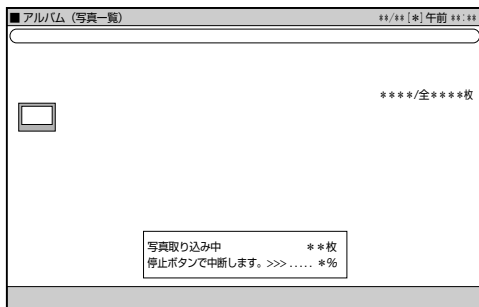 ■ アルバム（写真一覧） **/** [*] 午前 **:**
****/全****枚
写真取り込み中 **枚
停止ボタンで中断します。>>>..... *%